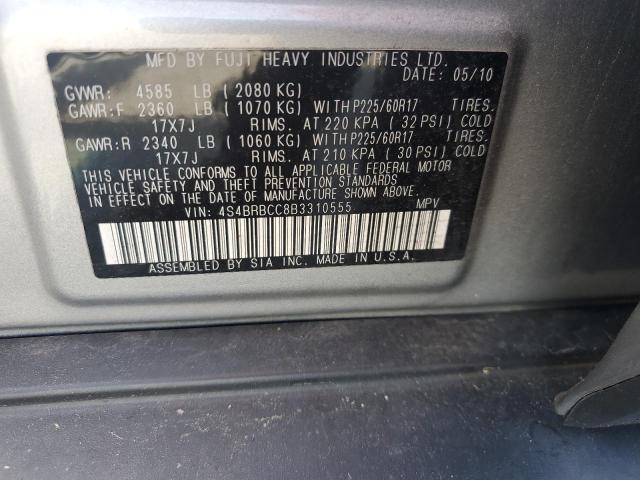 MFD BY FUJI HEAVY INDUSTRIES LTD.
DATE: 05/10
GVWR: 4585 LB (2080 KG)
GAWR:F 2360 LB (1070 KG) WITH P225/60R17 TIRES.
17X7J RIMS. AT 220 KPA (32 PSI) COLD
GAWR:R 2340 LB (1060 KG) WITH P225/60R17 TIRES.
17X7J RIMS. AT 210 KPA (30 PSI) COLD
THIS VEHICLE CONFORMS TO ALL APPLICABLE FEDERAL MOTOR
VEHICLE SAFETY AND THEFT PREVENTION STANDARDS
IN EFFECT ON THE DATE OF MANUFACTURE SHOWN ABOVE.
VIN: 4S4BRBCC8B3310555 MPV
ASSEMBLED BY SIA INC. MADE IN U.S.A.